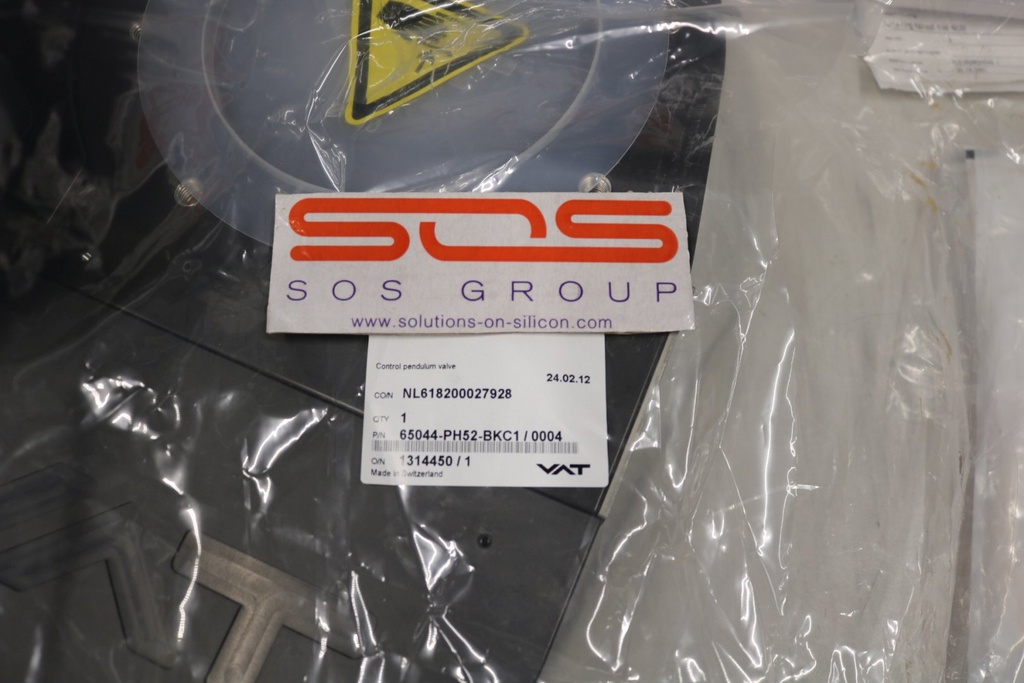 SOS
SOS GROUP
www.solutions-on-silicon.com
Control pendulum valve
24.02.12
CO/N NL618200027928
QTY 1
P/N 65044-PH52-BKC1 / 0004
O/N 1314450 / 1
Made in Switzerland
VAT